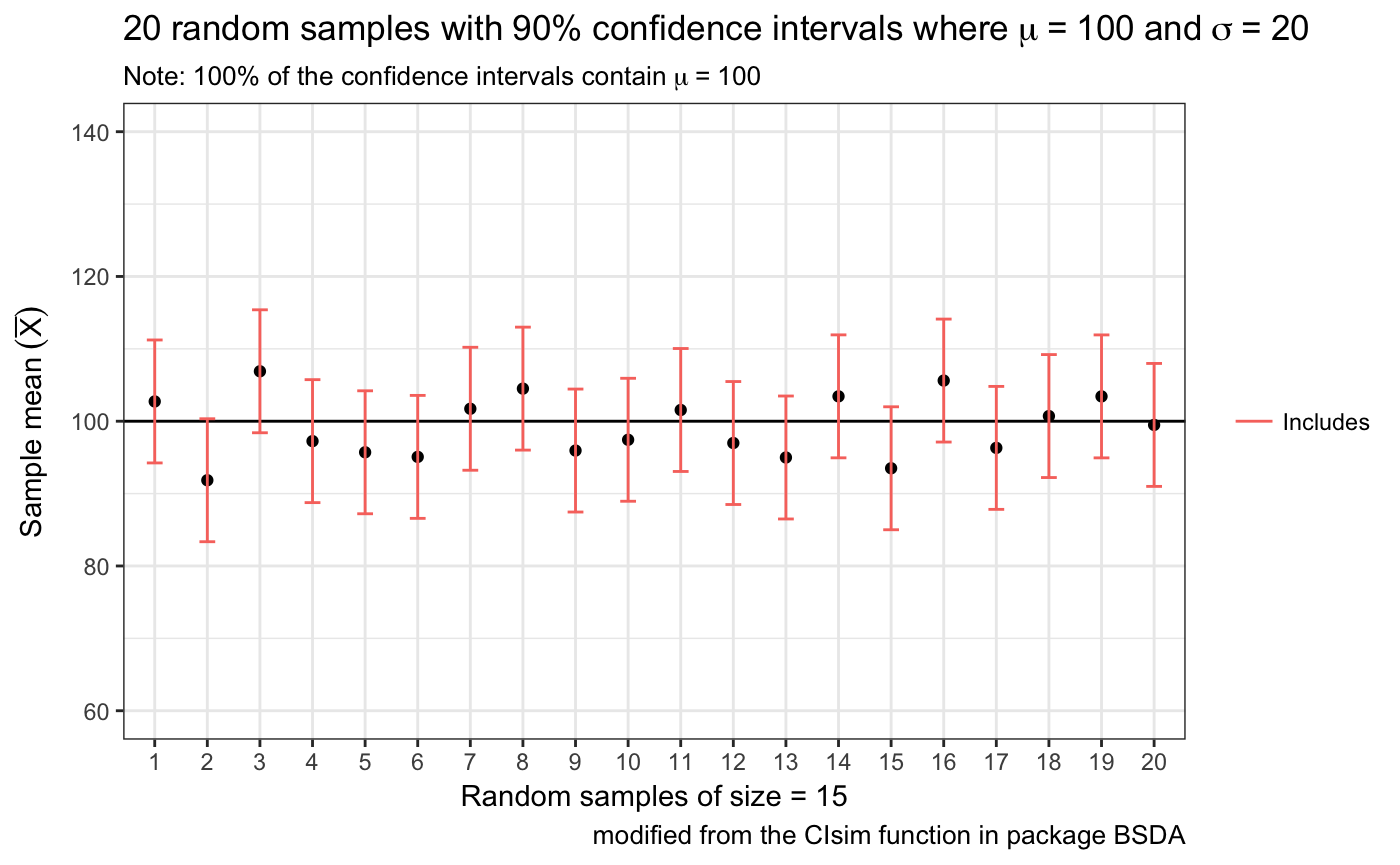 20 random samples with 90% confidence intervals where μ = 100 and σ = 20
Note: 100% of the confidence intervals contain μ = 100
140
120
100
80
60
Sample mean (X̅)
Includes
1 2 3 4 5 6 7 8 9 10 11 12 13 14 15 16 17 18 19 20
Random samples of size = 15
modified from the CIsim function in package BSDA